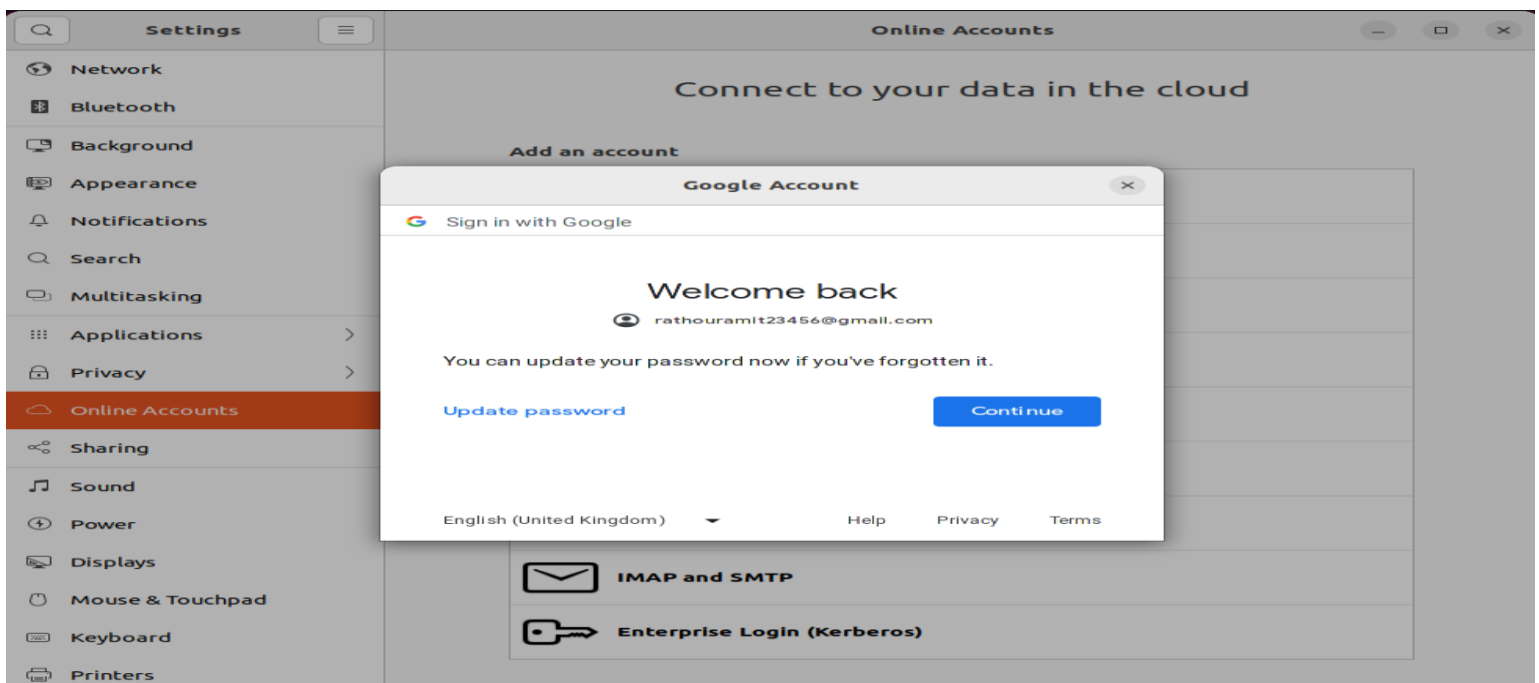 Settings
Online Accounts
Network
Bluetooth
Background
Appearance
Notifications
Search
Multitasking
Applications
Privacy
Online Accounts
Sharing
Sound
Power
Displays
Mouse & Touchpad
Keyboard
Printers
Connect to your data in the cloud
Add an account
Google Account
Sign in with Google
Welcome back
rathouramit23456@gmail.com
You can update your password now if you've forgotten it.
Update password
Continue
English (United Kingdom)
Help
Privacy
Terms
IMAP and SMTP
Enterprise Login (Kerberos)